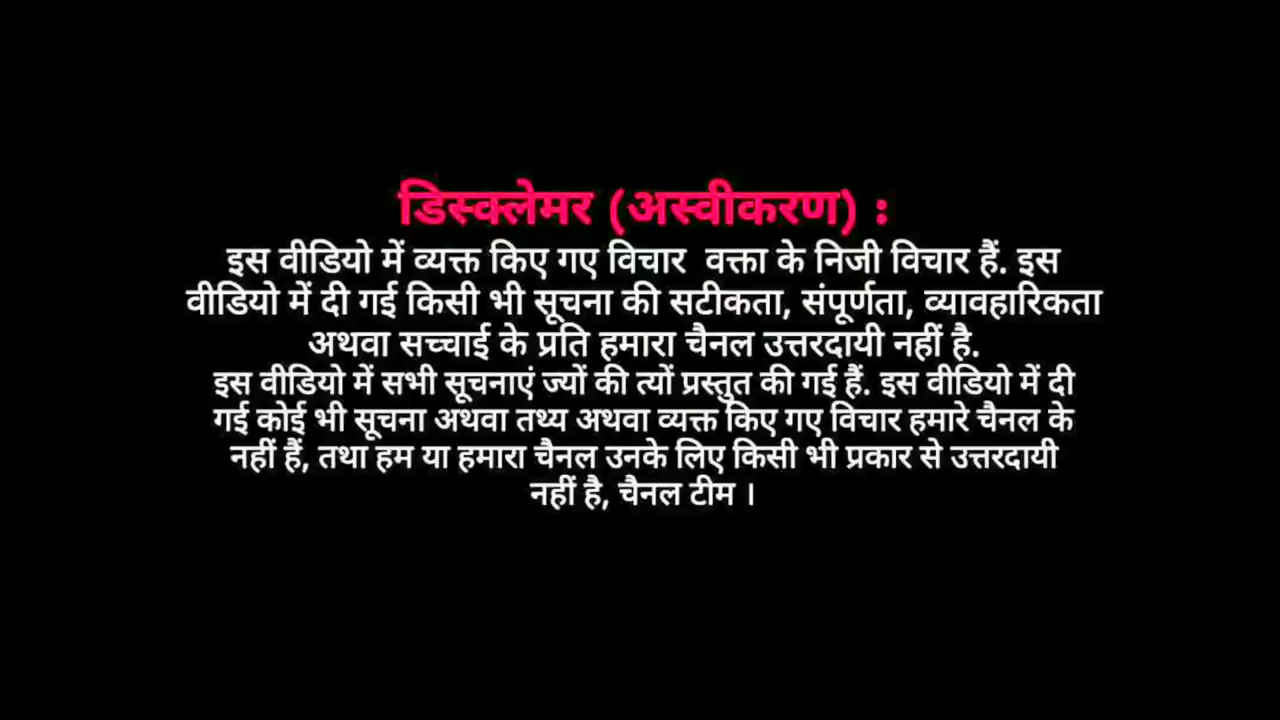 डिस्क्लेमर (अस्वीकरण) :
इस वीडियो में व्यक्त किए गए विचार वक्ता के निजी विचार हैं. इस
वीडियो में दी गई किसी भी सूचना की सटीकता, संपूर्णता, व्यावहारिकता
अथवा सच्चाई के प्रति हमारा चैनल उत्तरदायी नहीं है.
इस वीडियो में सभी सूचनाएं ज्यों की त्यों प्रस्तुत की गई हैं. इस वीडियो में दी
गई कोई भी सूचना अथवा तथ्य अथवा व्यक्त किए गए विचार हमारे चैनल के
नहीं हैं, तथा हम या हमारा चैनल उनके लिए किसी भी प्रकार से उत्तरदायी
नहीं है, चैनल टीम ।